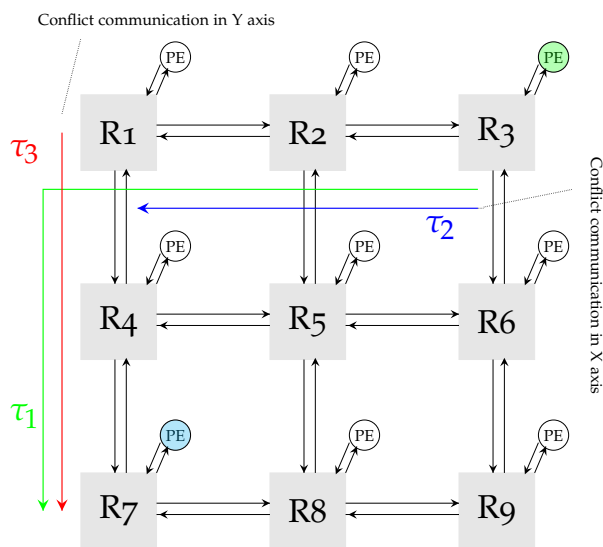 Conflict communication in Y axis
PE PE PE
R1 R2 R3
τ3
τ2
Conflict communication in X axis
PE PE PE
R4 R5 R6
τ1
PE PE PE
R7 R8 R9